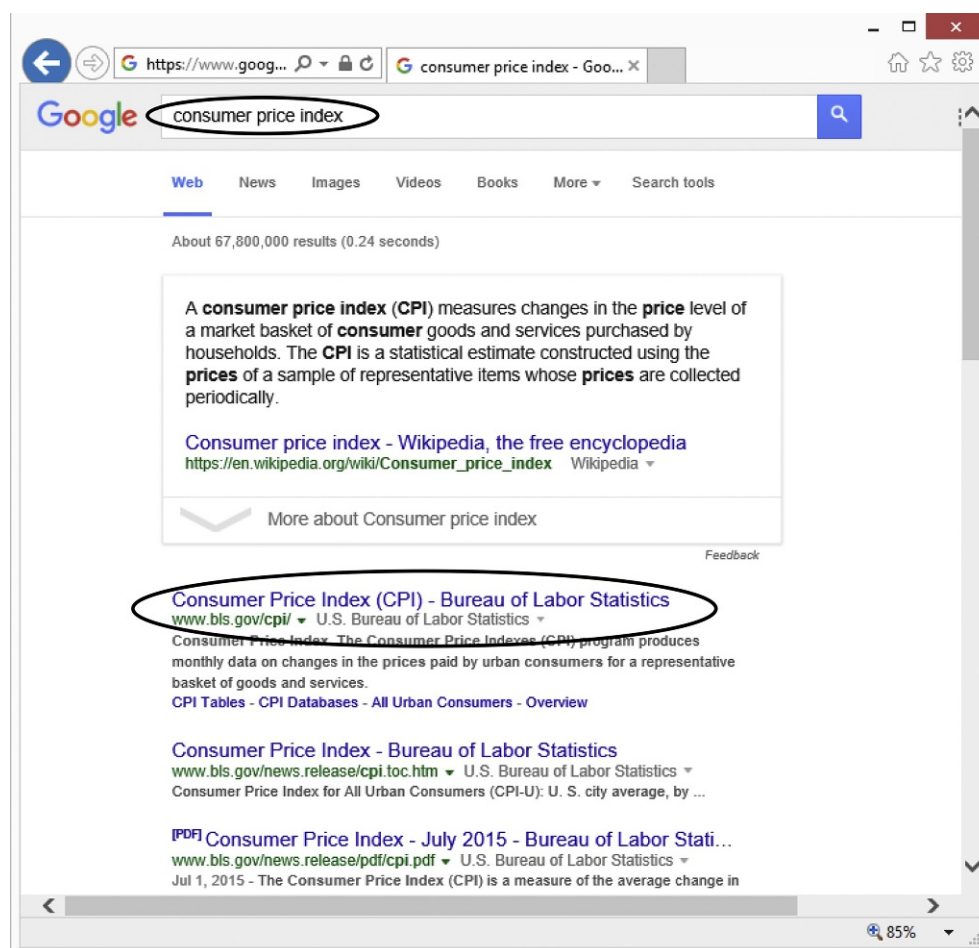 https://www.goog...
consumer price index - Goo...
Google
consumer price index
Web News Images Videos Books More Search tools
About 67,800,000 results (0.24 seconds)
A consumer price index (CPI) measures changes in the price level of
a market basket of consumer goods and services purchased by
households. The CPI is a statistical estimate constructed using the
prices of a sample of representative items whose prices are collected
periodically.
Consumer price index - Wikipedia, the free encyclopedia
https://en.wikipedia.org/wiki/Consumer_price_index Wikipedia
More about Consumer price index
Feedback
Consumer Price Index (CPI) - Bureau of Labor Statistics
www.bls.gov/cpi/ U.S. Bureau of Labor Statistics
Consumer Price Index. The Consumer Price Indexes (CPI) program produces
monthly data on changes in the prices paid by urban consumers for a representative
basket of goods and services.
CPI Tables - CPI Databases - All Urban Consumers - Overview
Consumer Price Index - Bureau of Labor Statistics
www.bls.gov/news.release/cpi.toc.htm U.S. Bureau of Labor Statistics
Consumer Price Index for All Urban Consumers (CPI-U): U. S. city average, by ...
[PDF] Consumer Price Index - July 2015 - Bureau of Labor Stati...
www.bls.gov/news.release/pdf/cpi.pdf U.S. Bureau of Labor Statistics
Jul 1, 2015 - The Consumer Price Index (CPI) is a measure of the average change in
85%